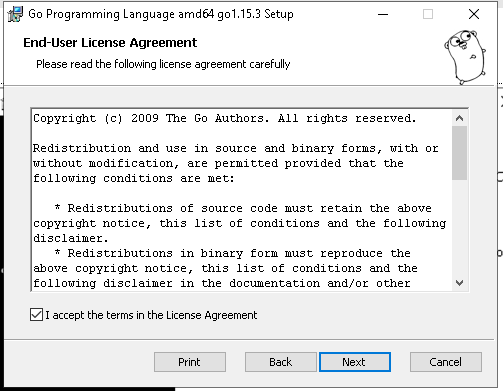 Go Programming Language amd64 go1.15.3 Setup
End-User License Agreement
Please read the following license agreement carefully
Copyright (c) 2009 The Go Authors. All rights reserved.
Redistribution and use in source and binary forms, with or
without modification, are permitted provided that the
following conditions are met:
* Redistributions of source code must retain the above
copyright notice, this list of conditions and the following
disclaimer.
* Redistributions in binary form must reproduce the
above copyright notice, this list of conditions and the
following disclaimer in the documentation and/or other
I accept the terms in the License Agreement
Print Back Next Cancel